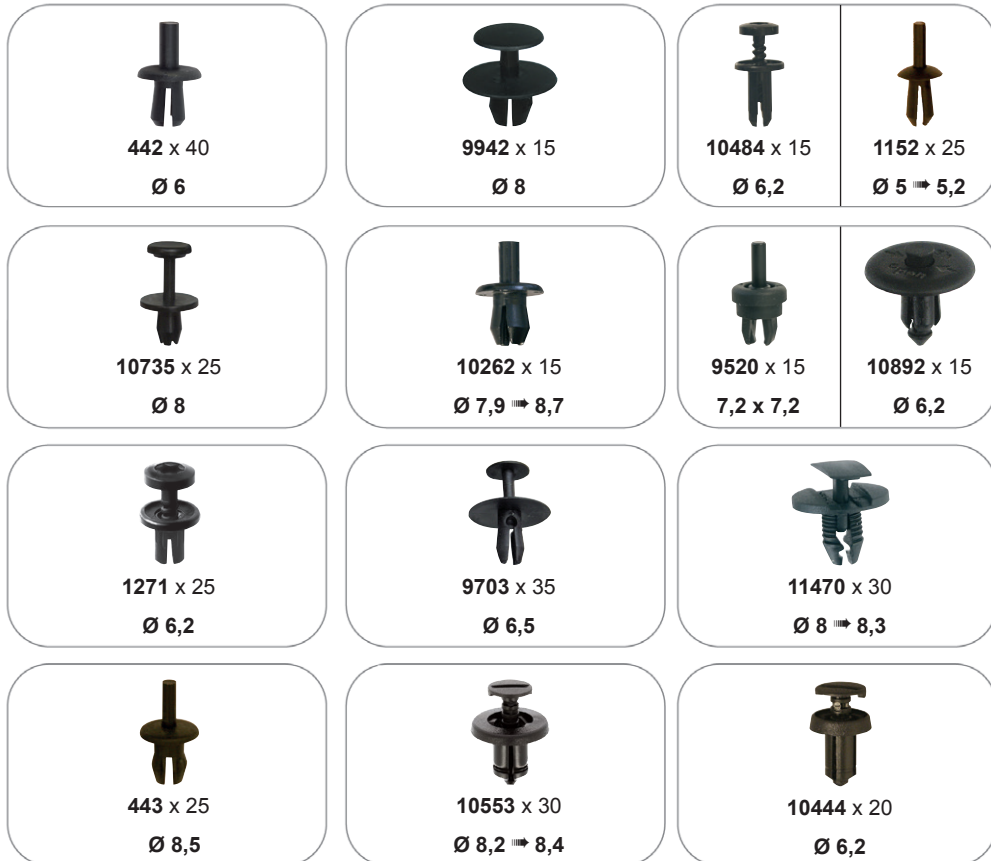 442 x 40
Ø 6
9942 x 15
Ø 8
10484 x 15
Ø 6,2
1152 x 25
Ø 5 ➟ 5,2
10735 x 25
Ø 8
10262 x 15
Ø 7,9 ➟ 8,7
9520 x 15
7,2 x 7,2
open
10892 x 15
Ø 6,2
1271 x 25
Ø 6,2
9703 x 35
Ø 6,5
11470 x 30
Ø 8 ➟ 8,3
443 x 25
Ø 8,5
10553 x 30
Ø 8,2 ➟ 8,4
10444 x 20
Ø 6,2